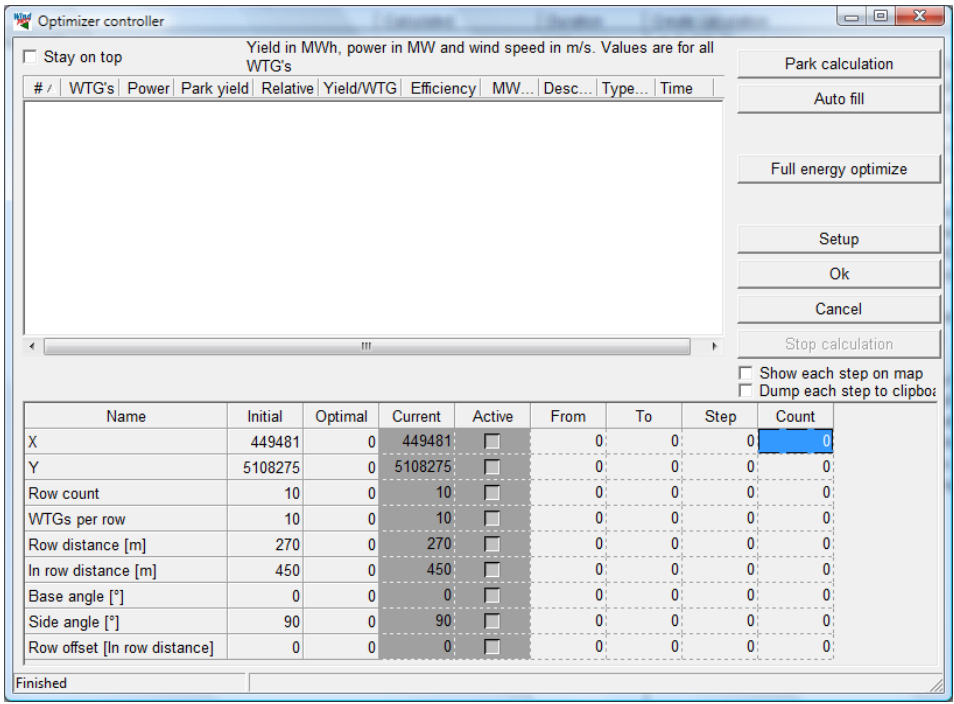 Optimizer controller
Stay on top
Yield in MWh, power in MW and wind speed in m/s. Values are for all
WTG's
# / WTG's Power Park yield Relative Yield/WTG Efficiency MW... Desc... Type... Time
Park calculation
Auto fill
Full energy optimize
Setup
Ok
Cancel
Stop calculation
Show each step on map
Dump each step to clipboa
Name Initial Optimal Current Active From To Step Count
X 449481 0 449481 0 0 0 0
Y 5108275 0 5108275 0 0 0 0
Row count 10 0 10 0 0 0 0
WTGs per row 10 0 10 0 0 0 0
Row distance [m] 270 0 270 0 0 0 0
In row distance [m] 450 0 450 0 0 0 0
Base angle [°] 0 0 0 0 0 0 0
Side angle [°] 90 0 90 0 0 0 0
Row offset [In row distance] 0 0 0 0 0 0 0
Finished